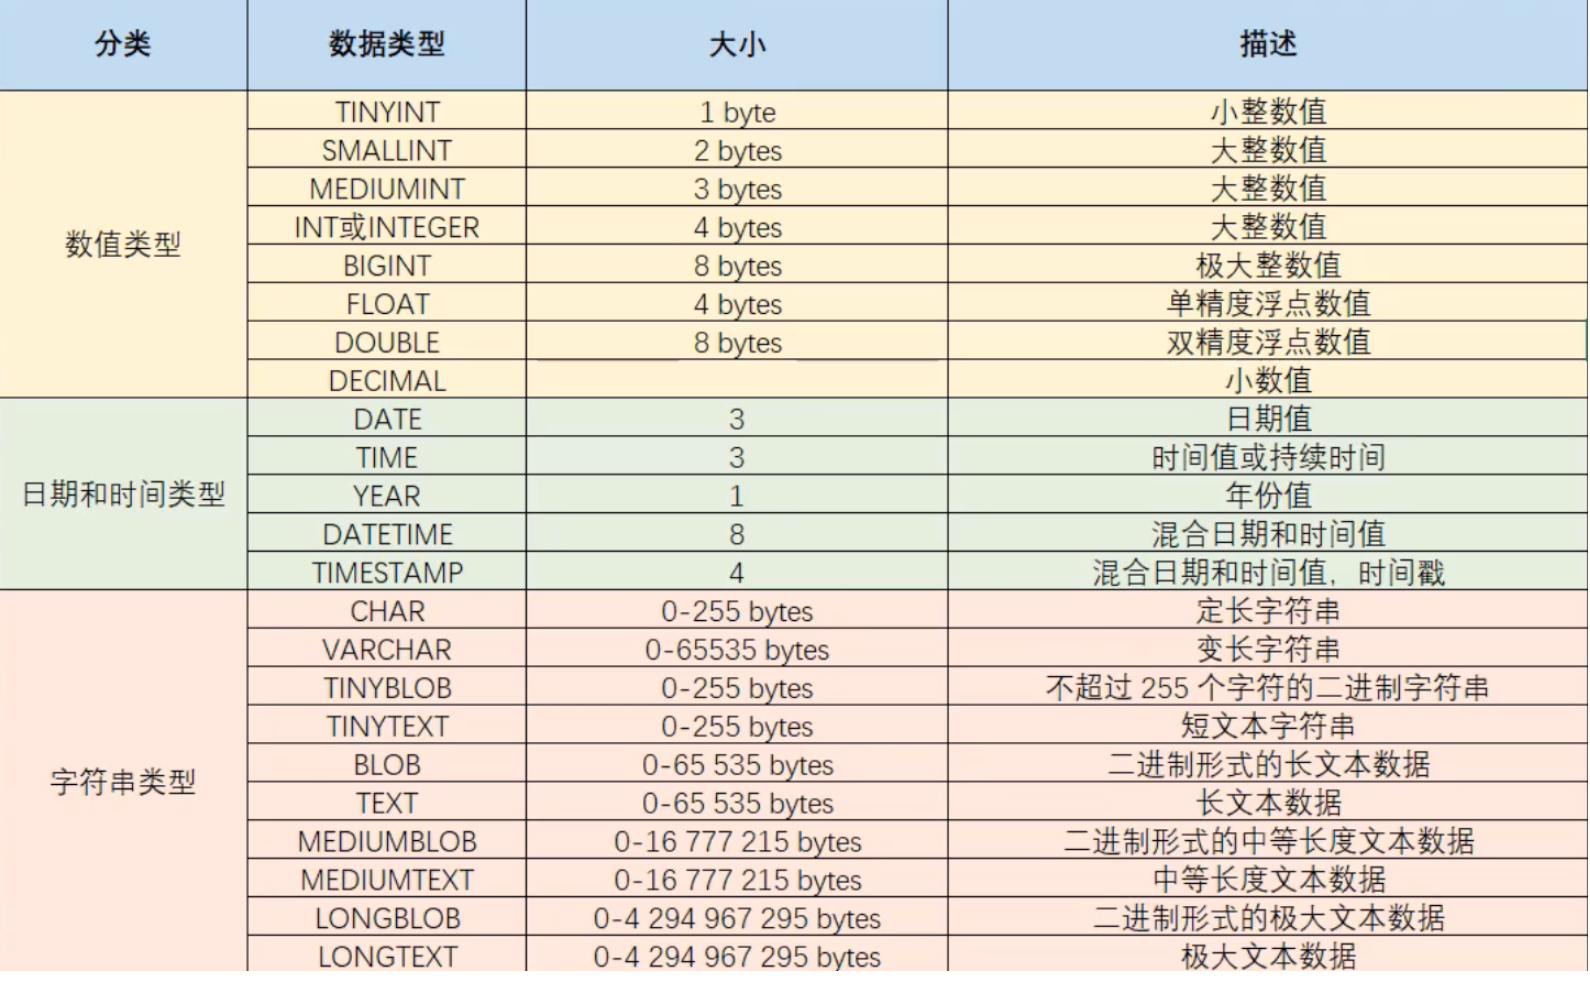 分类 数据类型 大小 描述
数值类型
TINYINT 1 byte 小整数值
SMALLINT 2 bytes 大整数值
MEDIUMINT 3 bytes 大整数值
INT或INTEGER 4 bytes 大整数值
BIGINT 8 bytes 极大整数值
FLOAT 4 bytes 单精度浮点数值
DOUBLE 8 bytes 双精度浮点数值
DECIMAL 小数值
日期和时间类型
DATE 3 日期值
TIME 3 时间值或持续时间
YEAR 1 年份值
DATETIME 8 混合日期和时间值
TIMESTAMP 4 混合日期和时间值，时间戳
字符串类型
CHAR 0-255 bytes 定长字符串
VARCHAR 0-65535 bytes 变长字符串
TINYBLOB 0-255 bytes 不超过 255 个字符的二进制字符串
TINYTEXT 0-255 bytes 短文本字符串
BLOB 0-65 535 bytes 二进制形式的长文本数据
TEXT 0-65 535 bytes 长文本数据
MEDIUMBLOB 0-16 777 215 bytes 二进制形式的中等长度文本数据
MEDIUMTEXT 0-16 777 215 bytes 中等长度文本数据
LONGBLOB 0-4 294 967 295 bytes 二进制形式的极大文本数据
LONGTEXT 0-4 294 967 295 bytes 极大文本数据